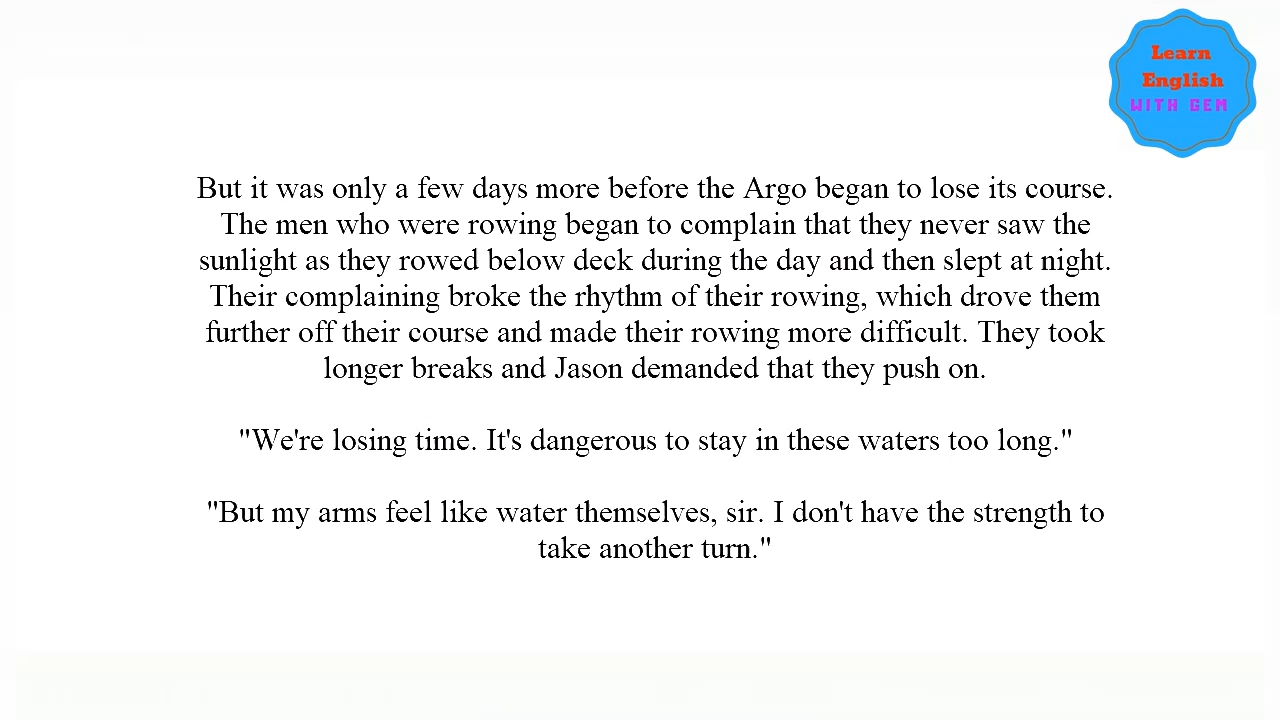 Learn
English
WITH GEM
But it was only a few days more before the Argo began to lose its course.
The men who were rowing began to complain that they never saw the
sunlight as they rowed below deck during the day and then slept at night.
Their complaining broke the rhythm of their rowing, which drove them
further off their course and made their rowing more difficult. They took
longer breaks and Jason demanded that they push on.
"We're losing time. It's dangerous to stay in these waters too long."
"But my arms feel like water themselves, sir. I don't have the strength to
take another turn."